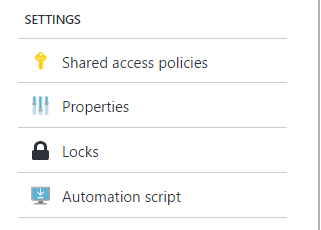 SETTINGS
Shared access policies
Properties
Locks
Automation script